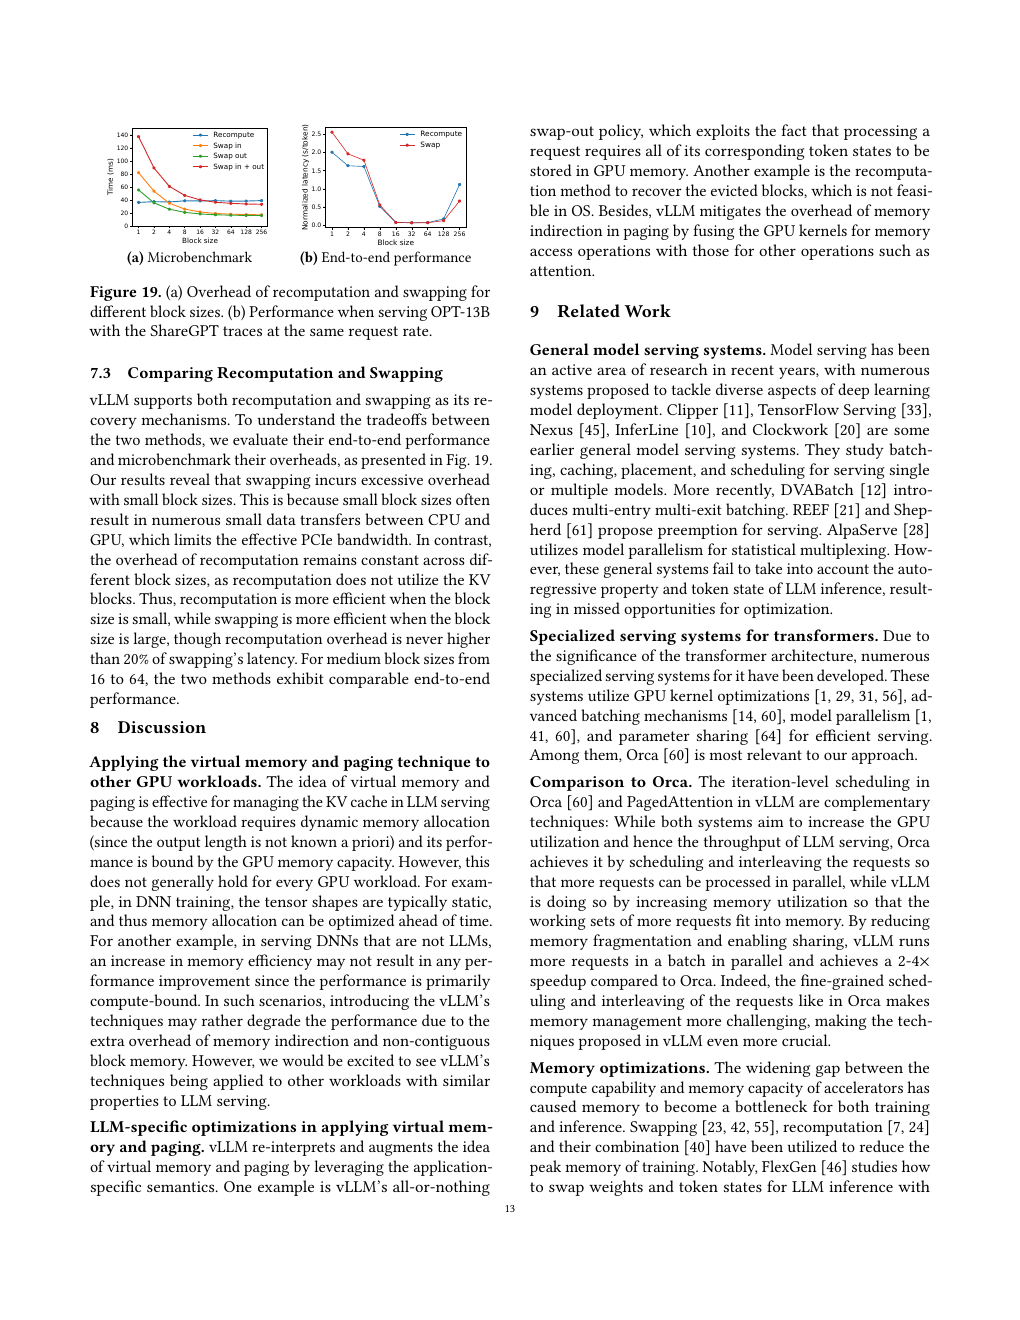 140
120
100
80
60
40
20
0
Time (ms)
1 2 4 8 16 32 64 128 256
Block size
Recompute
Swap in
Swap out
Swap in + out
(a) Microbenchmark
2.5
2.0
1.5
1.0
0.5
0.0
Normalized latency (s/token)
1 2 4 8 16 32 64 128 256
Block size
Recompute
Swap
(b) End-to-end performance
Figure 19. (a) Overhead of recomputation and swapping for
different block sizes. (b) Performance when serving OPT-13B
with the ShareGPT traces at the same request rate.
7.3 Comparing Recomputation and Swapping
vLLM supports both recomputation and swapping as its re-
covery mechanisms. To understand the tradeoffs between
the two methods, we evaluate their end-to-end performance
and microbenchmark their overheads, as presented in Fig. 19.
Our results reveal that swapping incurs excessive overhead
with small block sizes. This is because small block sizes often
result in numerous small data transfers between CPU and
GPU, which limits the effective PCIe bandwidth. In contrast,
the overhead of recomputation remains constant across dif-
ferent block sizes, as recomputation does not utilize the KV
blocks. Thus, recomputation is more efficient when the block
size is small, while swapping is more efficient when the block
size is large, though recomputation overhead is never higher
than 20% of swapping's latency. For medium block sizes from
16 to 64, the two methods exhibit comparable end-to-end
performance.
8 Discussion
Applying the virtual memory and paging technique to
other GPU workloads. The idea of virtual memory and
paging is effective for managing the KV cache in LLM serving
because the workload requires dynamic memory allocation
(since the output length is not known a priori) and its perfor-
mance is bound by the GPU memory capacity. However, this
does not generally hold for every GPU workload. For exam-
ple, in DNN training, the tensor shapes are typically static,
and thus memory allocation can be optimized ahead of time.
For another example, in serving DNNs that are not LLMs,
an increase in memory efficiency may not result in any per-
formance improvement since the performance is primarily
compute-bound. In such scenarios, introducing the vLLM's
techniques may rather degrade the performance due to the
extra overhead of memory indirection and non-contiguous
block memory. However, we would be excited to see vLLM's
techniques being applied to other workloads with similar
properties to LLM serving.
LLM-specific optimizations in applying virtual mem-
ory and paging. vLLM re-interprets and augments the idea
of virtual memory and paging by leveraging the application-
specific semantics. One example is vLLM's all-or-nothing
swap-out policy, which exploits the fact that processing a
request requires all of its corresponding token states to be
stored in GPU memory. Another example is the recomputa-
tion method to recover the evicted blocks, which is not feasi-
ble in OS. Besides, vLLM mitigates the overhead of memory
indirection in paging by fusing the GPU kernels for memory
access operations with those for other operations such as
attention.
9 Related Work
General model serving systems. Model serving has been
an active area of research in recent years, with numerous
systems proposed to tackle diverse aspects of deep learning
model deployment. Clipper [11], TensorFlow Serving [33],
Nexus [45], InferLine [10], and Clockwork [20] are some
earlier general model serving systems. They study batch-
ing, caching, placement, and scheduling for serving single
or multiple models. More recently, DVABatch [12] intro-
duces multi-entry multi-exit batching. REEF [21] and Shep-
herd [61] propose preemption for serving. AlpaServe [28]
utilizes model parallelism for statistical multiplexing. How-
ever, these general systems fail to take into account the auto-
regressive property and token state of LLM inference, result-
ing in missed opportunities for optimization.
Specialized serving systems for transformers. Due to
the significance of the transformer architecture, numerous
specialized serving systems for it have been developed. These
systems utilize GPU kernel optimizations [1, 29, 31, 56], ad-
vanced batching mechanisms [14, 60], model parallelism [1,
41, 60], and parameter sharing [64] for efficient serving.
Among them, Orca [60] is most relevant to our approach.
Comparison to Orca. The iteration-level scheduling in
Orca [60] and PagedAttention in vLLM are complementary
techniques: While both systems aim to increase the GPU
utilization and hence the throughput of LLM serving, Orca
achieves it by scheduling and interleaving the requests so
that more requests can be processed in parallel, while vLLM
is doing so by increasing memory utilization so that the
working sets of more requests fit into memory. By reducing
memory fragmentation and enabling sharing, vLLM runs
more requests in a batch in parallel and achieves a 2-4×
speedup compared to Orca. Indeed, the fine-grained sched-
uling and interleaving of the requests like in Orca makes
memory management more challenging, making the tech-
niques proposed in vLLM even more crucial.
Memory optimizations. The widening gap between the
compute capability and memory capacity of accelerators has
caused memory to become a bottleneck for both training
and inference. Swapping [23, 42, 55], recomputation [7, 24]
and their combination [40] have been utilized to reduce the
peak memory of training. Notably, FlexGen [46] studies how
to swap weights and token states for LLM inference with
13